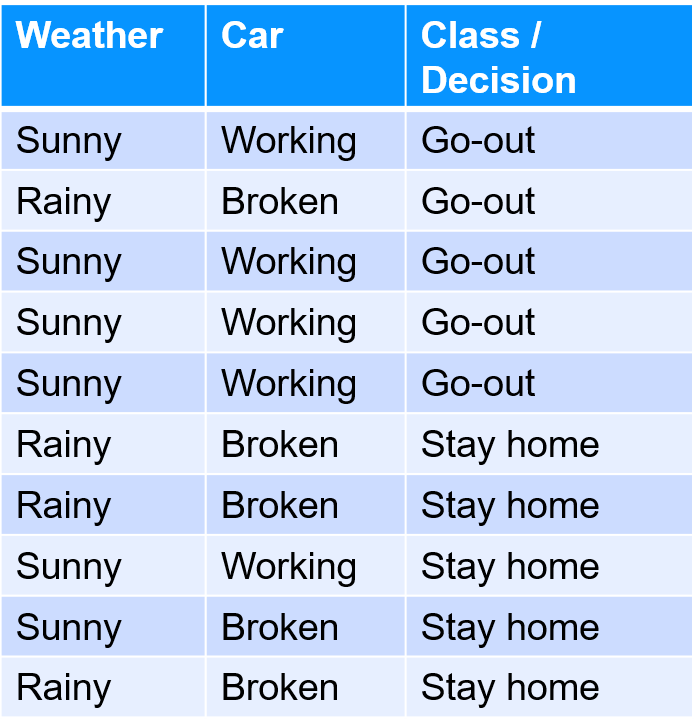 Weather Car Class /
Decision
Sunny Working Go-out
Rainy Broken Go-out
Sunny Working Go-out
Sunny Working Go-out
Sunny Working Go-out
Rainy Broken Stay home
Rainy Broken Stay home
Sunny Working Stay home
Sunny Broken Stay home
Rainy Broken Stay home